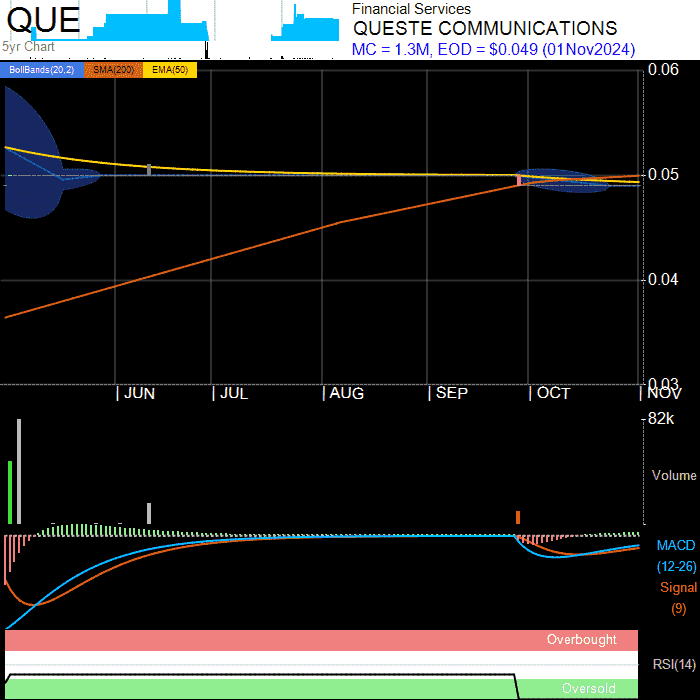 QUE
Financial Services
QUESTE COMMUNICATIONS
5yr Chart
MC = 1.3M, EOD = $0.049 (01Nov2024)
BollBands(20,2) SMA(200) EMA(50)
0.06
0.05
0.04
0.03
JUN JUL AUG SEP OCT NOV
82k
Volume
MACD
(12-26)
Signal
(9)
Overbought
RSI(14)
Oversold